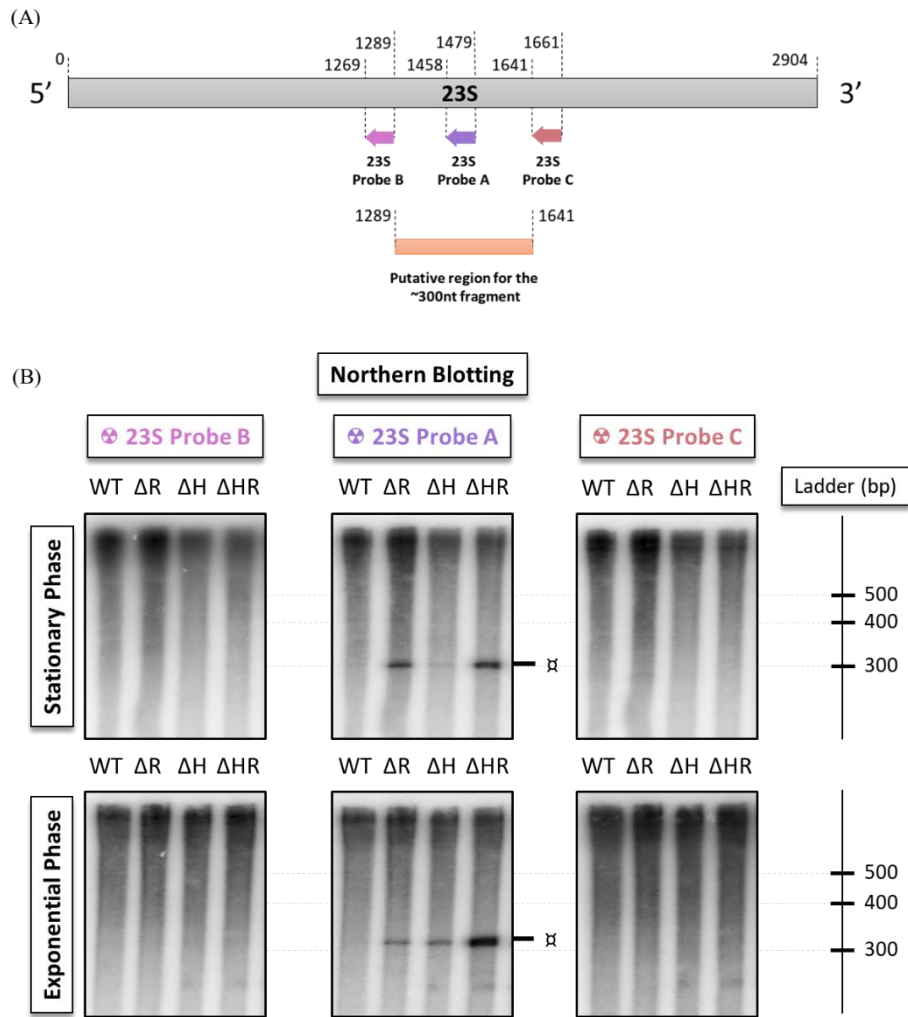 (A)
1289 1479 1661
0 1269 1458 1641 2904
5’ 23S 3’
23S Probe B
23S Probe A
23S Probe C
1289 1641
Putative region for the
~300nt fragment
(B)
Northern Blotting
☢ 23S Probe B ☢ 23S Probe A ☢ 23S Probe C
WT ΔR ΔH ΔHR WT ΔR ΔH ΔHR WT ΔR ΔH ΔHR Ladder (bp)
Stationary Phase
500
400
¤ 300
WT ΔR ΔH ΔHR WT ΔR ΔH ΔHR WT ΔR ΔH ΔHR
Exponential Phase
500
400
¤ 300